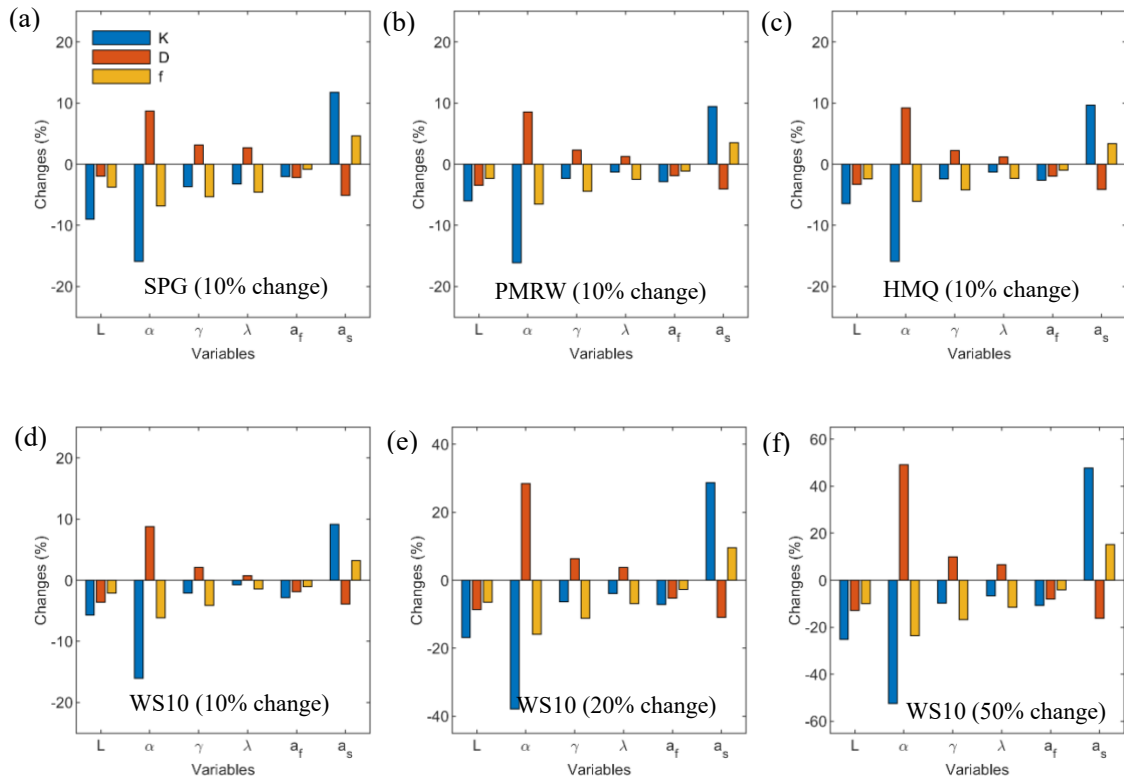 (a)
20
10
0
-10
-20
Changes (%)
K
D
f
SPG (10% change)
L α γ λ a_f a_s
Variables
(b)
20
10
0
-10
-20
Changes (%)
PMRW (10% change)
L α γ λ a_f a_s
Variables
(c)
20
10
0
-10
-20
Changes (%)
HMQ (10% change)
L α γ λ a_f a_s
Variables
(d)
20
10
0
-10
-20
Changes (%)
WS10 (10% change)
L α γ λ a_f a_s
Variables
(e)
40
20
0
-20
-40
Changes (%)
WS10 (20% change)
L α γ λ a_f a_s
Variables
(f)
60
40
20
0
-20
-40
-60
Changes (%)
WS10 (50% change)
L α γ λ a_f a_s
Variables